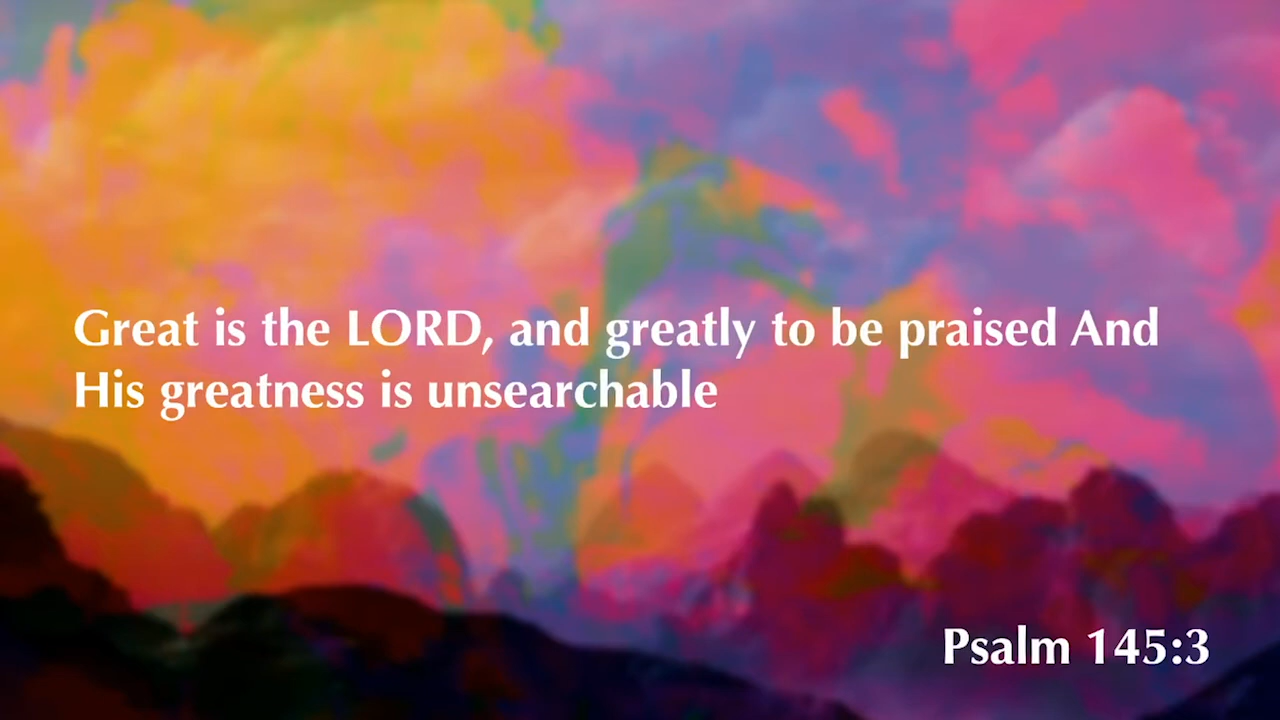 Great is the LORD, and greatly to be praised And
His greatness is unsearchable
Psalm 145:3